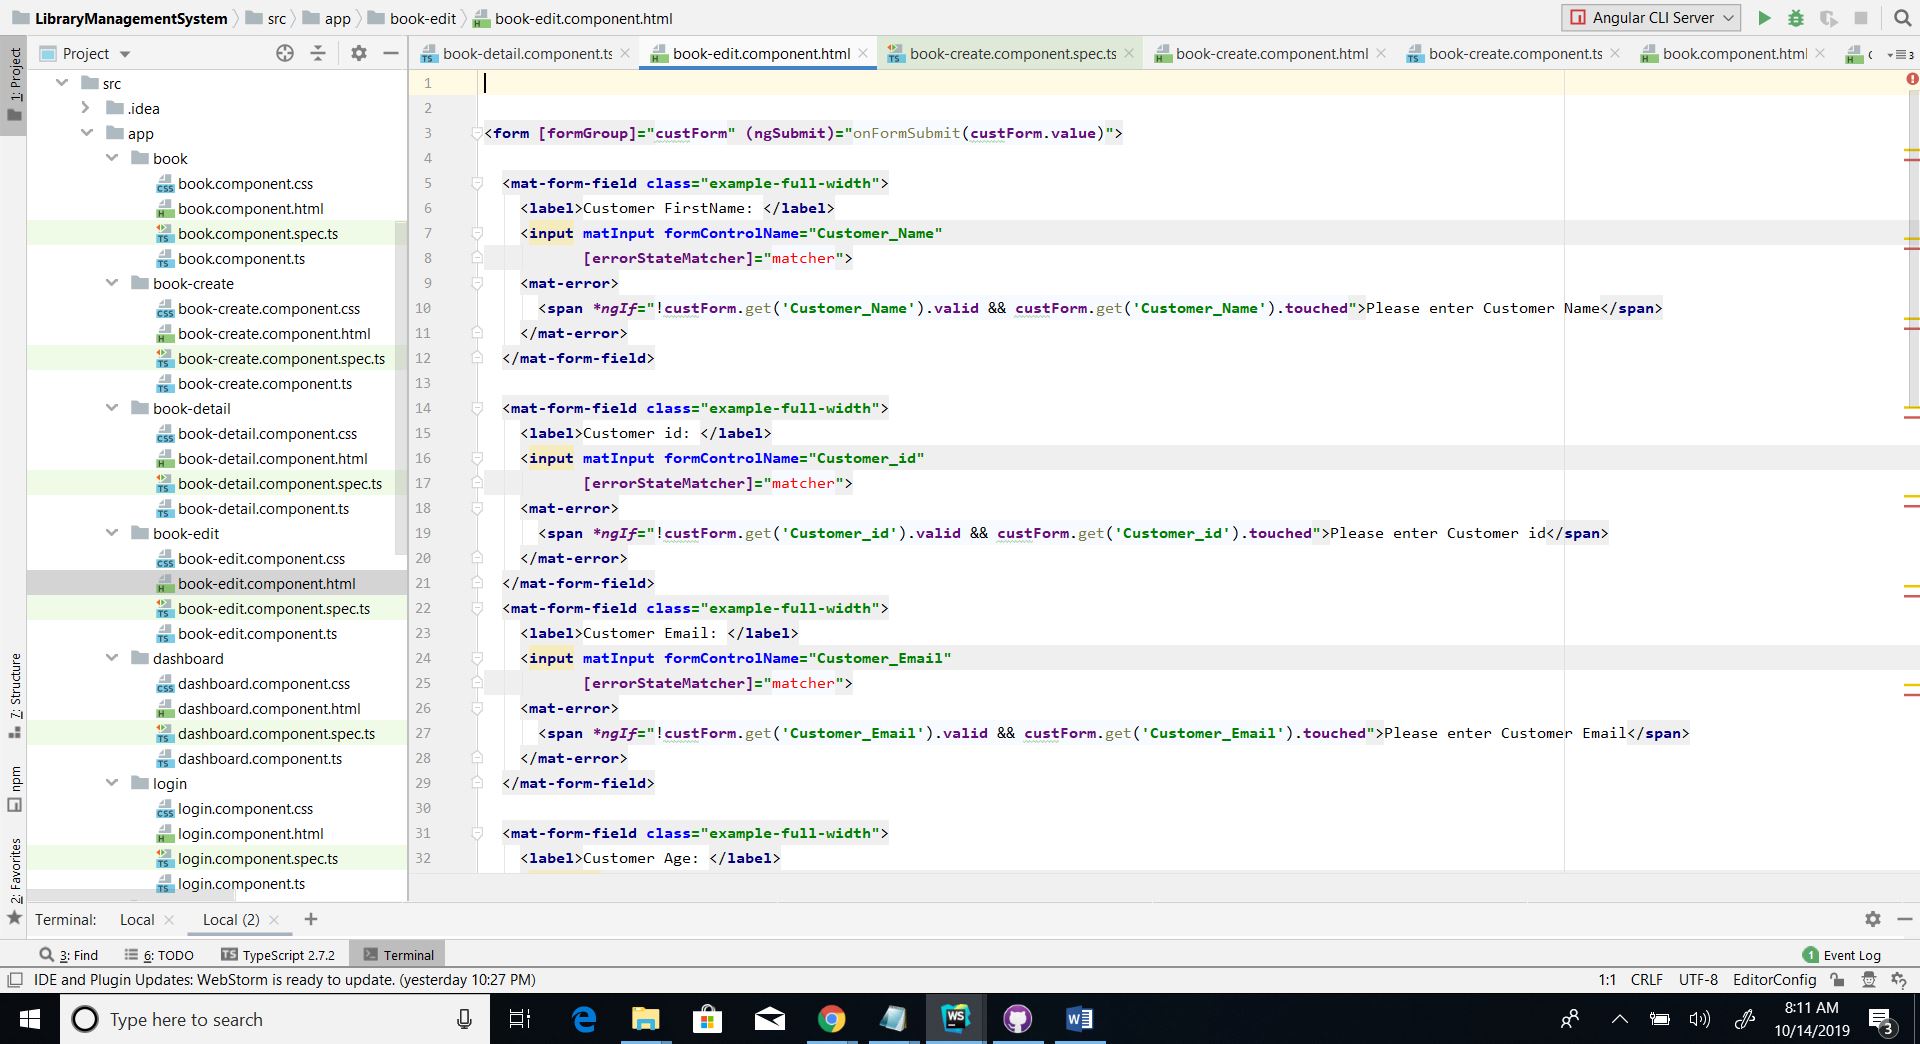 LibraryManagementSystem src app book-edit book-edit.component.html Angular CLI Server
1: Project
Project
book-detail.component.ts book-edit.component.html book-create.component.spec.ts book-create.component.html book-create.component.ts book.component.html 3
src
.idea
app
book
book.component.css
book.component.html
book.component.spec.ts
book.component.ts
book-create
book-create.component.css
book-create.component.html
book-create.component.spec.ts
book-create.component.ts
book-detail
book-detail.component.css
book-detail.component.html
book-detail.component.spec.ts
book-detail.component.ts
book-edit
book-edit.component.css
book-edit.component.html
book-edit.component.spec.ts
book-edit.component.ts
dashboard
dashboard.component.css
dashboard.component.html
dashboard.component.spec.ts
dashboard.component.ts
login
login.component.css
login.component.html
login.component.spec.ts
login.component.ts
7: Structure
npm
2: Favorites
1
2
3 <form [formGroup]="custForm" (ngSubmit)="onFormSubmit(custForm.value)">
4
5 <mat-form-field class="example-full-width">
6 <label>Customer FirstName: </label>
7 <input matInput formControlName="Customer_Name"
8 [errorStateMatcher]="matcher">
9 <mat-error>
10 <span *ngIf="!custForm.get('Customer_Name').valid && custForm.get('Customer_Name').touched">Please enter Customer Name</span>
11 </mat-error>
12 </mat-form-field>
13
14 <mat-form-field class="example-full-width">
15 <label>Customer id: </label>
16 <input matInput formControlName="Customer_id"
17 [errorStateMatcher]="matcher">
18 <mat-error>
19 <span *ngIf="!custForm.get('Customer_id').valid && custForm.get('Customer_id').touched">Please enter Customer id</span>
20 </mat-error>
21 </mat-form-field>
22 <mat-form-field class="example-full-width">
23 <label>Customer Email: </label>
24 <input matInput formControlName="Customer_Email"
25 [errorStateMatcher]="matcher">
26 <mat-error>
27 <span *ngIf="!custForm.get('Customer_Email').valid && custForm.get('Customer_Email').touched">Please enter Customer Email</span>
28 </mat-error>
29 </mat-form-field>
30
31 <mat-form-field class="example-full-width">
32 <label>Customer Age: </label>
Terminal: Local Local (2)
3: Find 6: TODO TypeScript 2.7.2 Terminal 1 Event Log
IDE and Plugin Updates: WebStorm is ready to update. (yesterday 10:27 PM) 1:1 CRLF UTF-8 EditorConfig
Type here to search
8:11 AM
10/14/2019
3